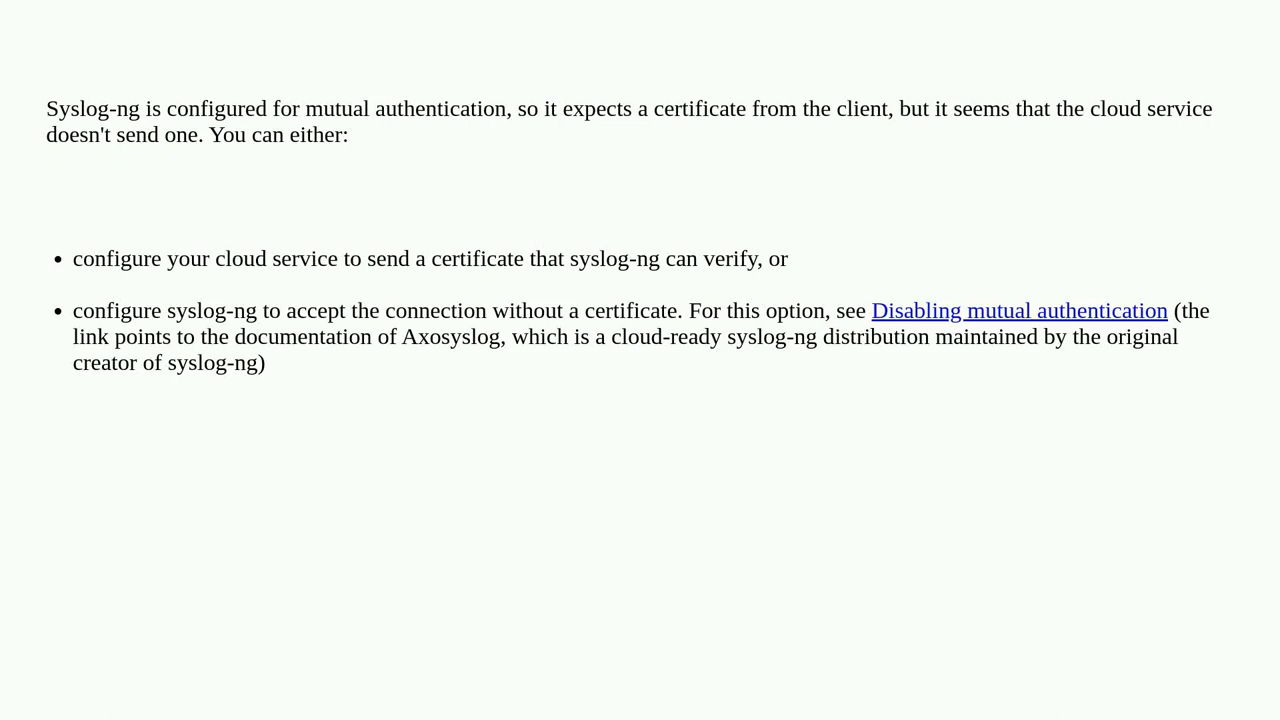 Syslog-ng is configured for mutual authentication, so it expects a certificate from the client, but it seems that the cloud service
doesn't send one. You can either:
• configure your cloud service to send a certificate that syslog-ng can verify, or
• configure syslog-ng to accept the connection without a certificate. For this option, see Disabling mutual authentication (the
link points to the documentation of Axosyslog, which is a cloud-ready syslog-ng distribution maintained by the original
creator of syslog-ng)